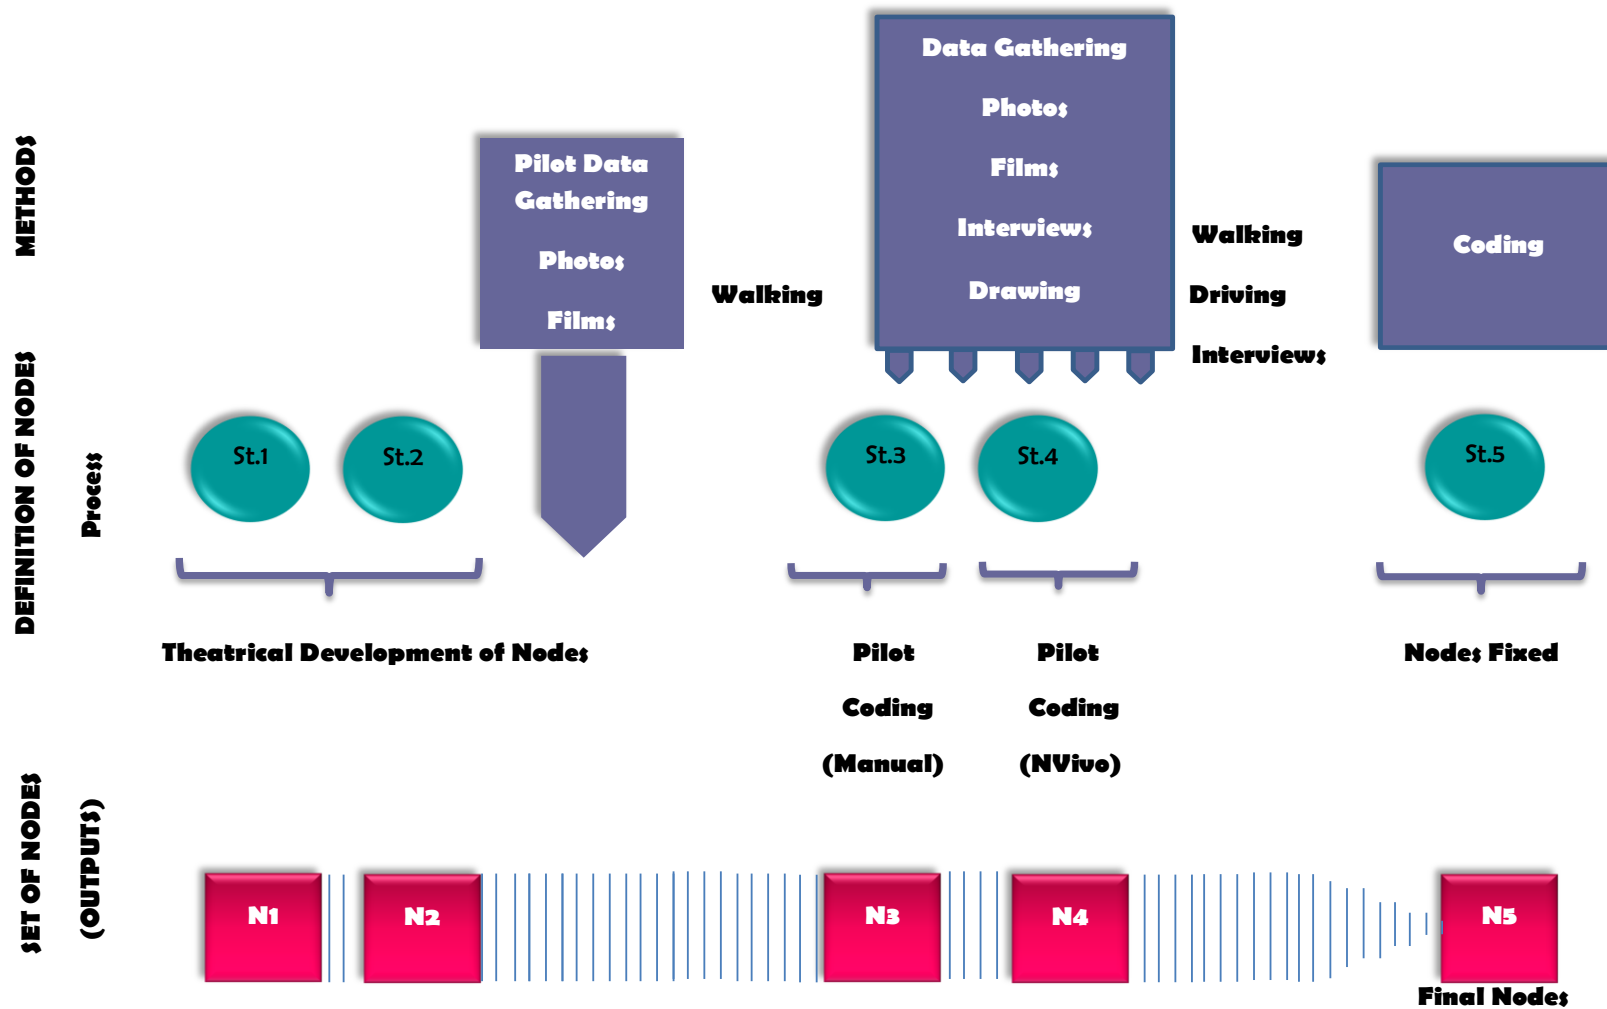 METHODS
Pilot Data
Gathering
Photos
Films
Walking
Data Gathering
Photos
Films
Interviews
Drawing
Walking
Driving
Interviews
Coding
DEFINITION OF NODES
Process
St.1
St.2
St.3
St.4
St.5
Theatrical Development of Nodes
Pilot
Coding
(Manual)
Pilot
Coding
(NVivo)
Nodes Fixed
SET OF NODES
(OUTPUTS)
N1
N2
N3
N4
N5
Final Nodes